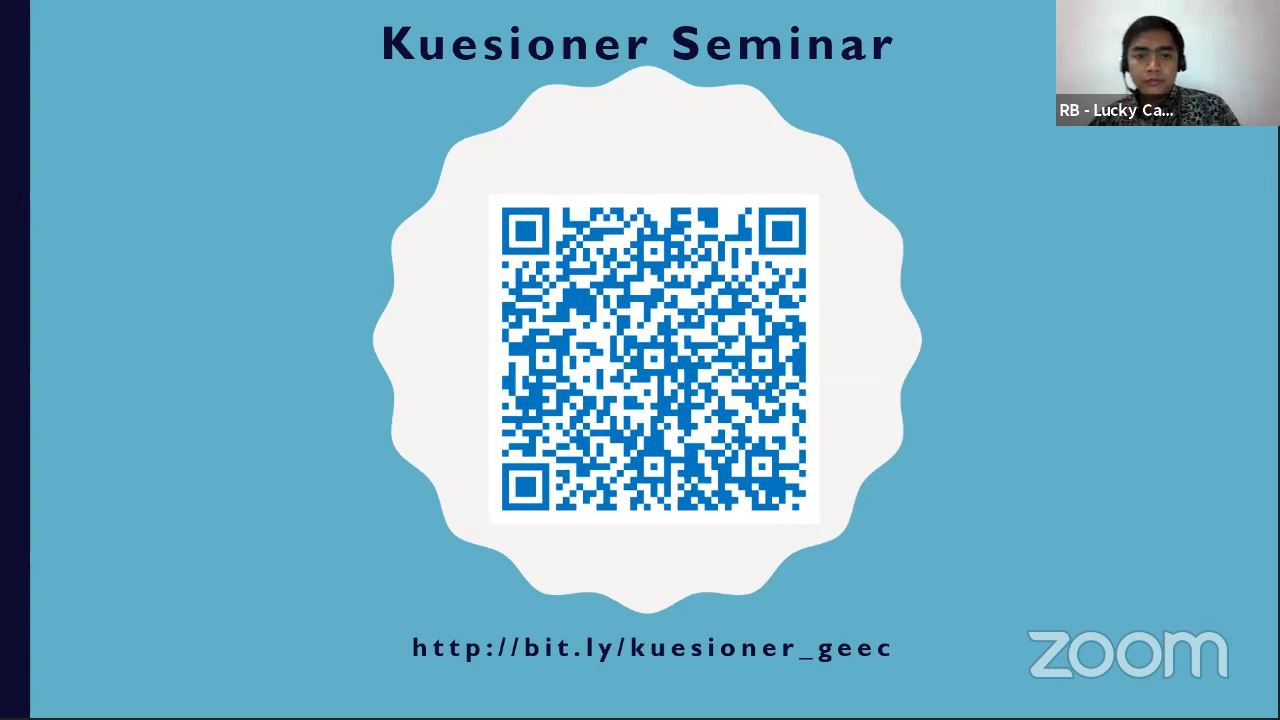 Kuesioner Seminar
RB - Lucky Ca...
http://bit.ly/kuesioner_geec
zoom